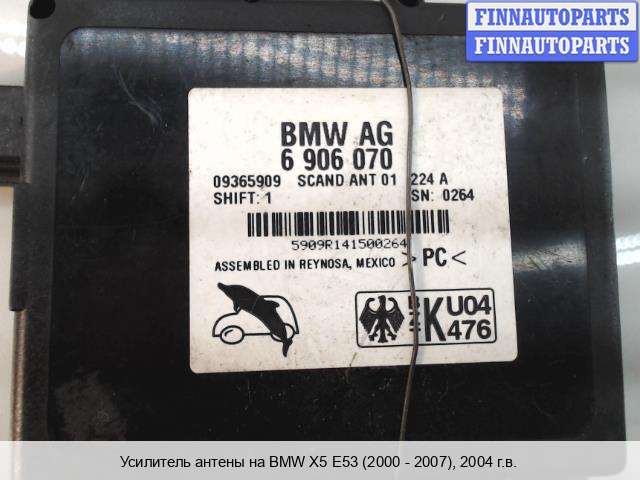 FINNAUTOPARTS
FINNAUTOPARTS
BMW AG
6 906 070
09365909 SCAND ANT 01 224 A
SHIFT: 1 SN: 0264
5909R141500264
ASSEMBLED IN REYNOSA, MEXICO >PC<
K U04
476
Усилитель антены на BMW X5 E53 (2000 - 2007), 2004 г.в.